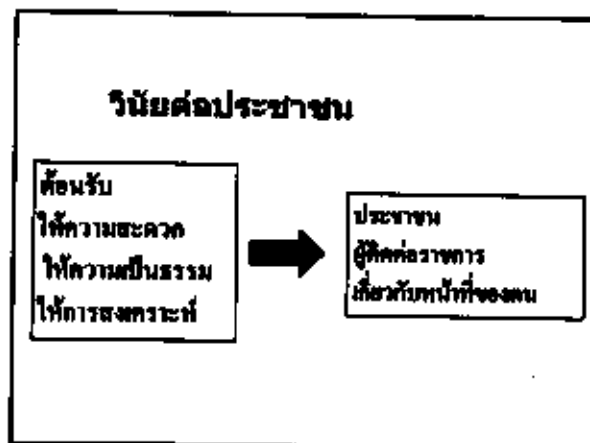 วินัยต่อประชาชน
ต้อนรับ
ให้ความสะดวก
ให้ความเป็นธรรม
ให้การสงเคราะห์
ประชาชน
ผู้ติดต่อราชการ
เกี่ยวกับหน้าที่ของตน